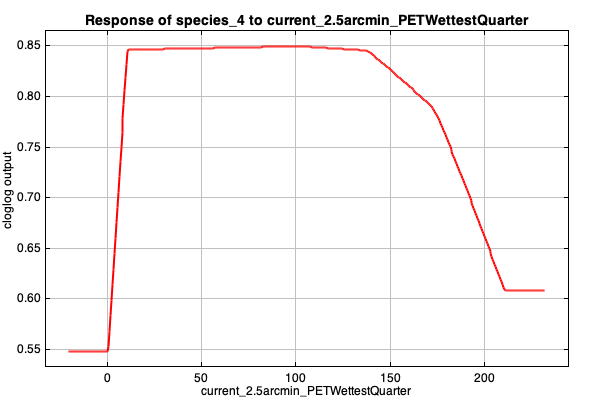 Response of species_4 to current_2.5arcmin_PETWettestQuarter
cloglog output
0.85
0.80
0.75
0.70
0.65
0.60
0.55
0 50 100 150 200
current_2.5arcmin_PETWettestQuarter